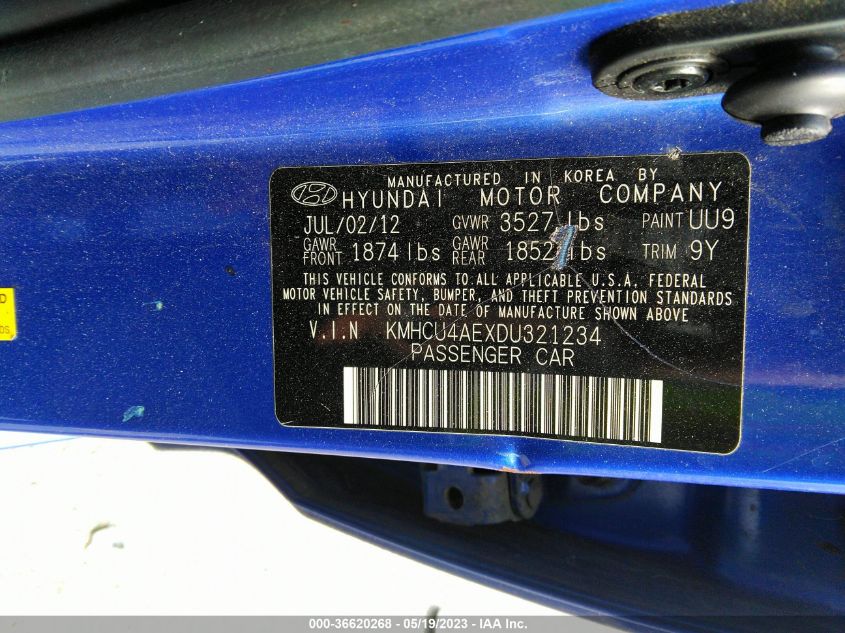 MANUFACTURED IN KOREA BY
HYUNDAI MOTOR COMPANY
JUL/02/12 GVWR 3527 lbs PAINT UU9
GAWR FRONT 1874 lbs GAWR REAR 1852 lbs TRIM 9Y
THIS VEHICLE CONFORMS TO ALL APPLICABLE U.S.A. FEDERAL
MOTOR VEHICLE SAFETY, BUMPER, AND THEFT PREVENTION STANDARDS
IN EFFECT ON THE DATE OF MANUFACTURE SHOWN ABOVE
V.I.N KMHCU4AEXDU321234
PASSENGER CAR
000-36620268 - 05/19/2023 - IAA Inc.